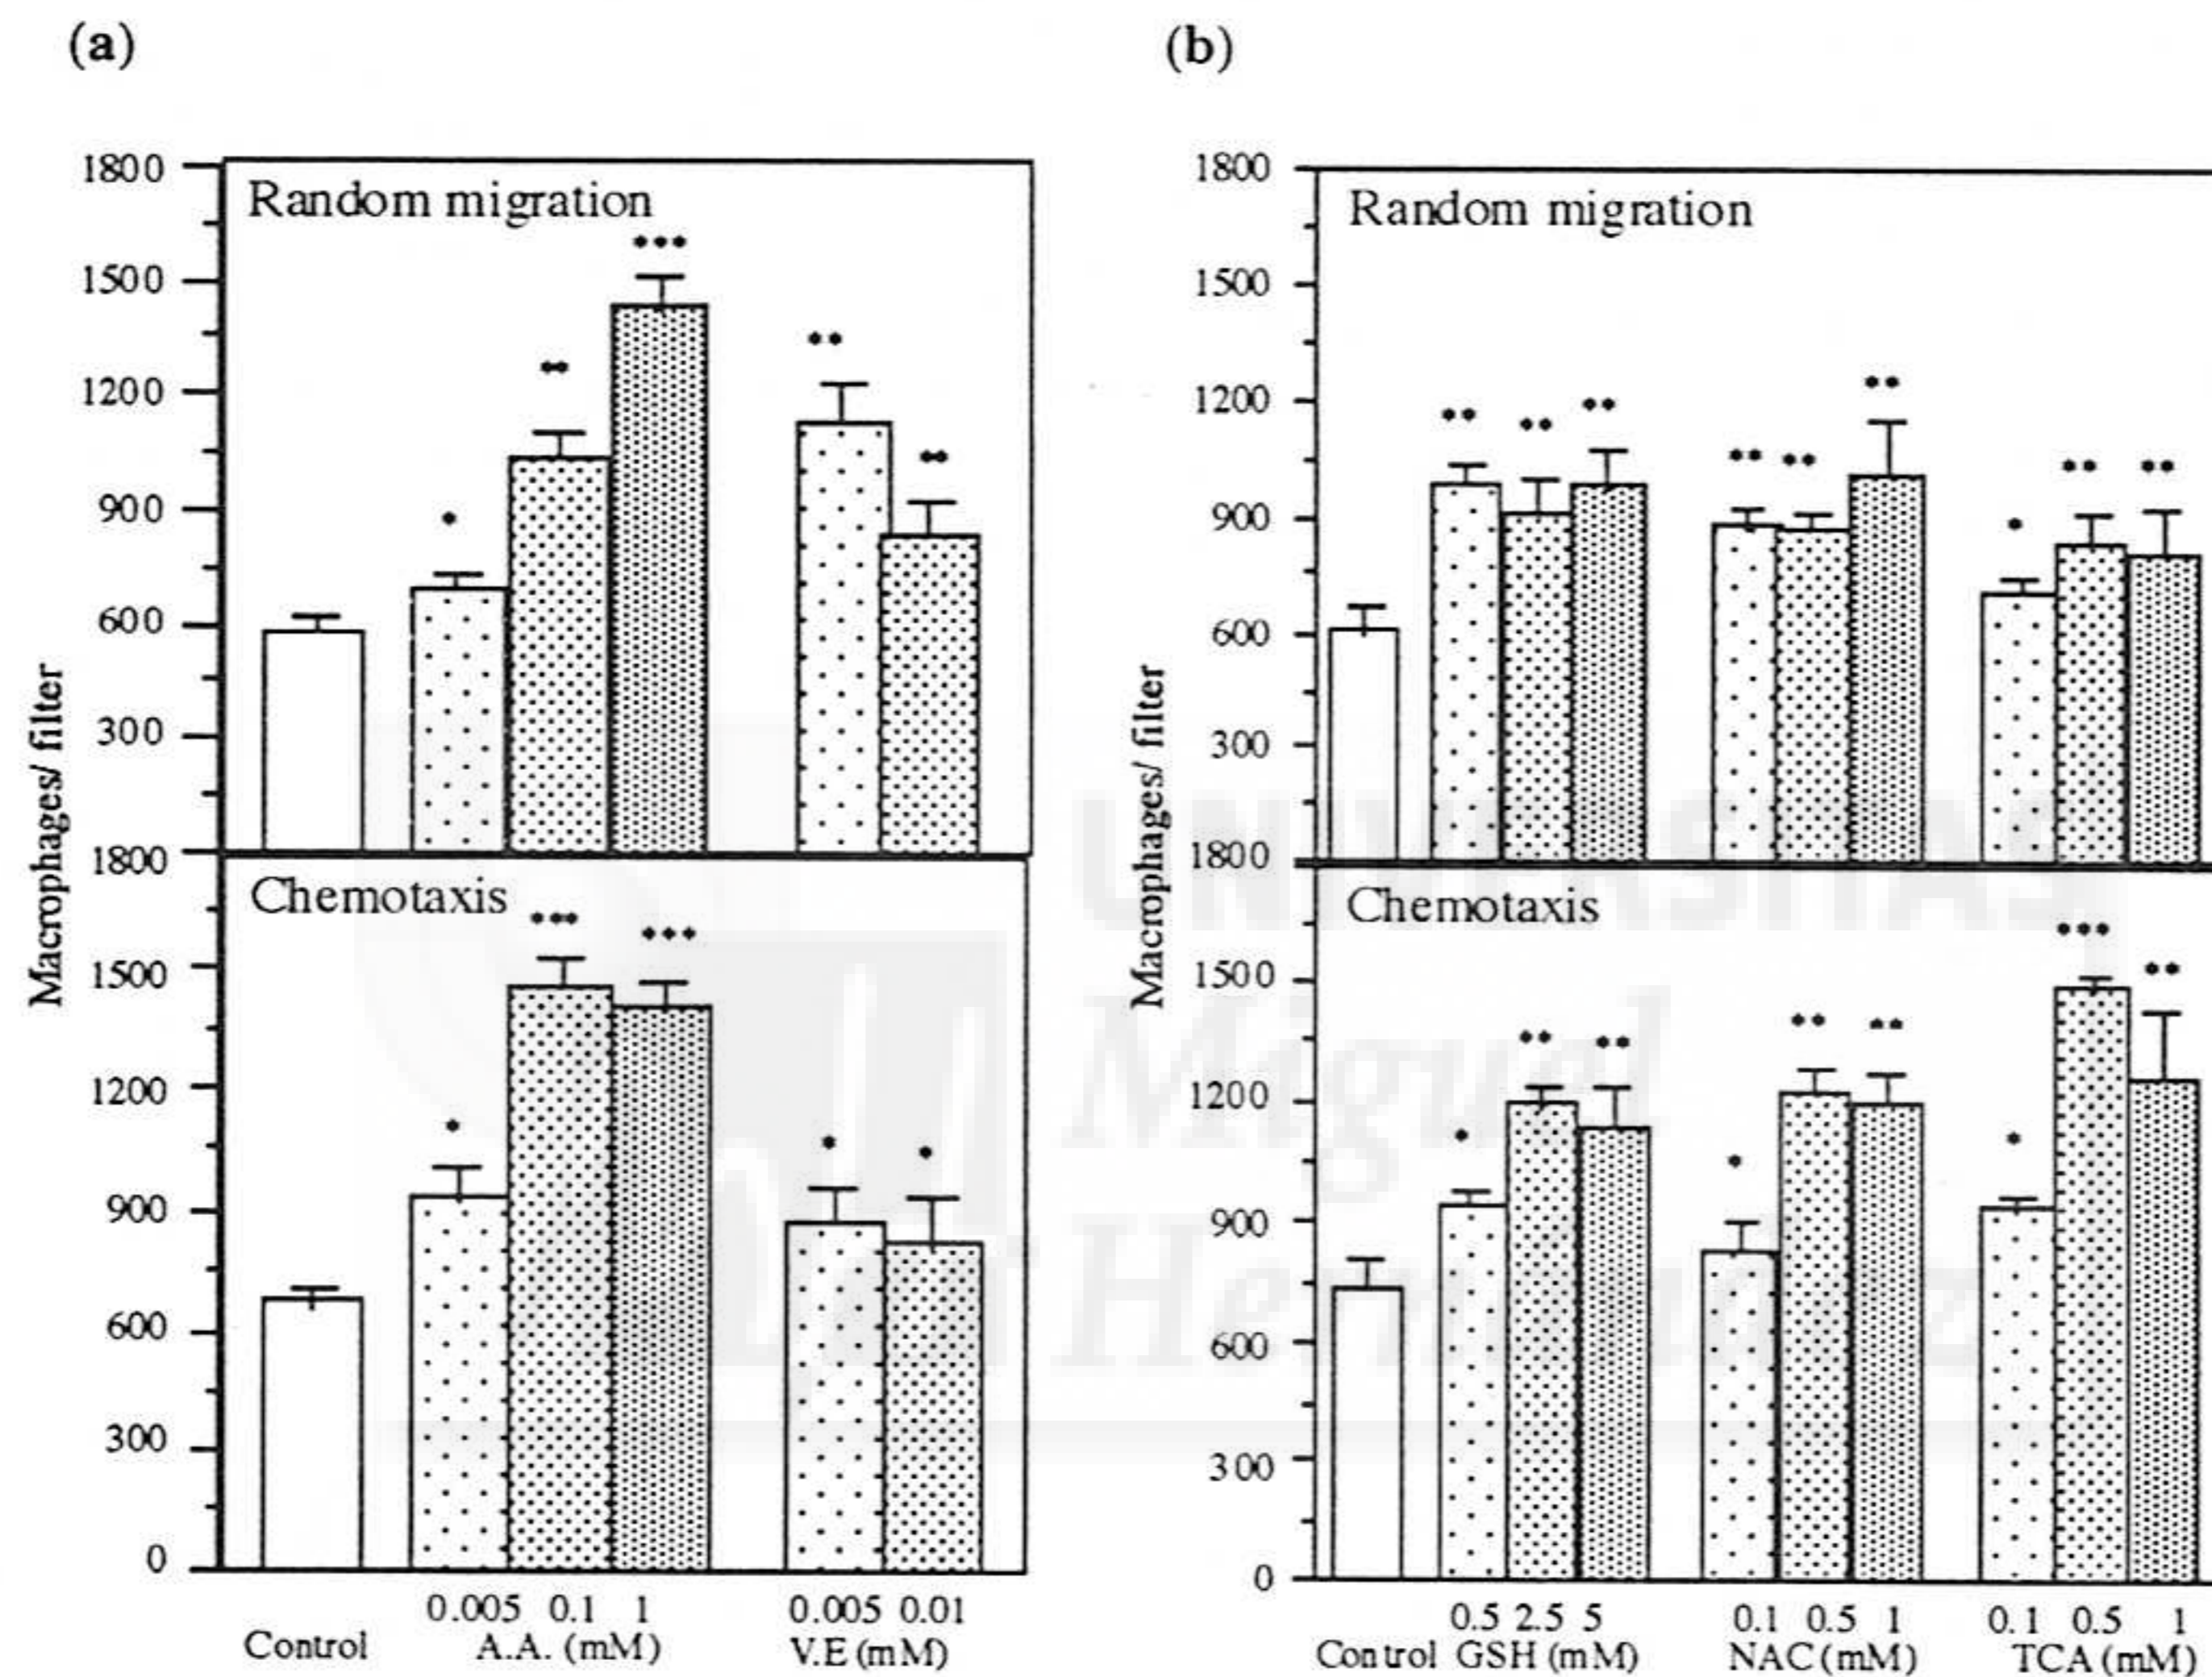 (a)
(b)
1800
1500
1200
900
600
300
1800
1500
1200
900
600
300
0
Macrophages/ filter
Random migration
***
**
*
**
**
Chemotaxis
***
***
*
*
*
0.005 0.1 1
0.005 0.01
Control
A.A. (mM)
V.E (mM)
1800
1500
1200
900
600
300
1800
1500
1200
900
600
300
0
Macrophages/ filter
Random migration
**
**
**
**
**
**
*
**
**
Chemotaxis
*
**
**
*
**
**
*
***
**
0.5 2.5 5
0.1 0.5 1
0.1 0.5 1
Control GSH (mM)
NAC (mM)
TCA (mM)
UNIVERSITAS
Miguel
Hernández